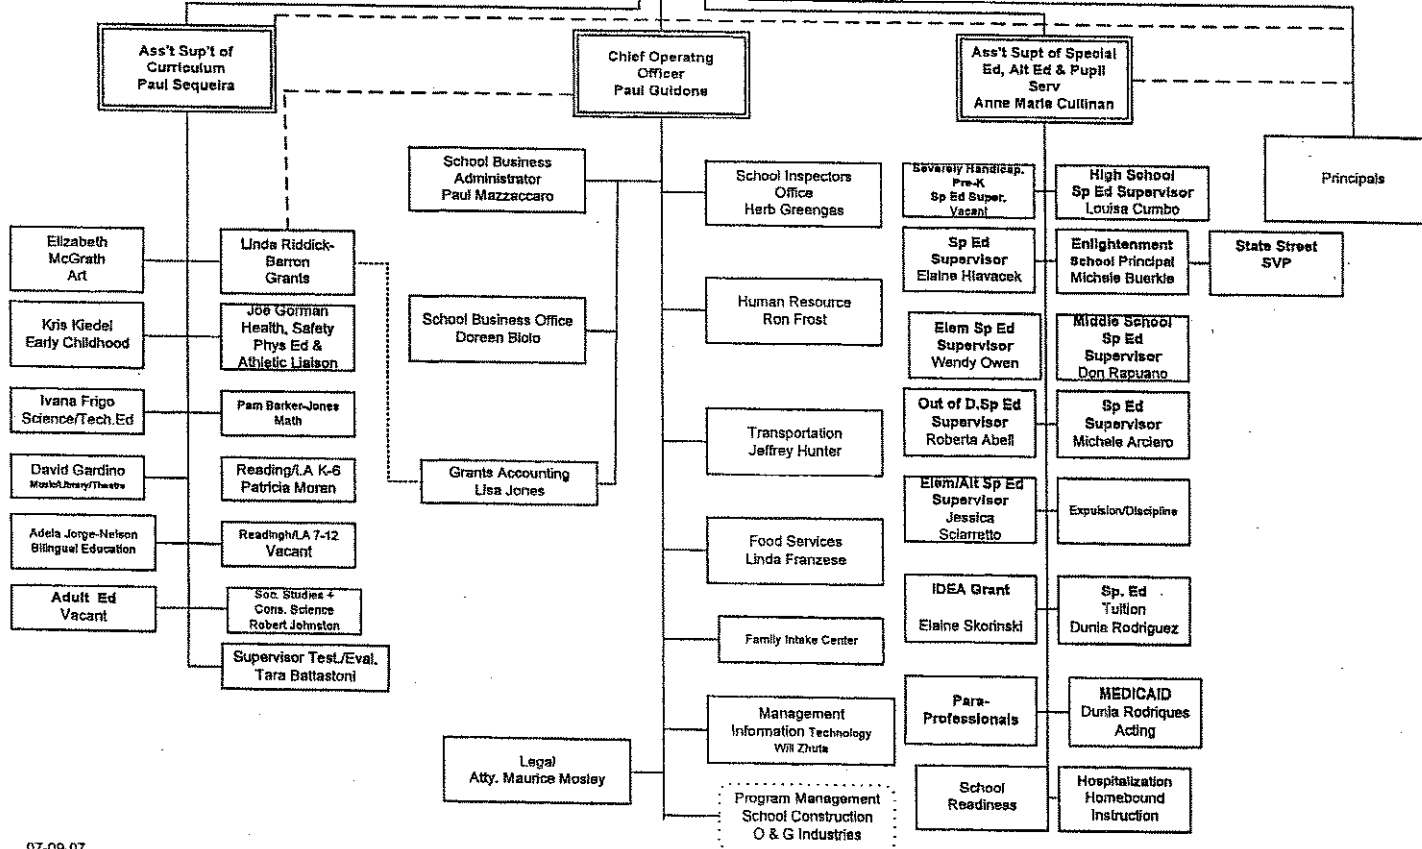 Ass't Sup't of
Curriculum
Paul Sequeira
Chief Operatng
Officer
Paul Guidone
Ass't Supt of Special
Ed, Alt Ed & Pupil
Serv
Anne Marie Cullinan
Principals
School Business
Administrator
Paul Mazzaccaro
School Inspectors
Office
Herb Greengas
Severely Handicap.
Pre-K
Sp Ed Super.
Vacant
High School
Sp Ed Supervisor
Louisa Cumbo
Elizabeth
McGrath
Art
Linda Riddick-
Barron
Grants
Sp Ed
Supervisor
Elaine Hlavacek
Enlightenment
School Principal
Michele Buerkle
State Street
SVP
Kris Kiedel
Early Childhood
Joe Gorman
Health, Safety
Phys Ed &
Athletic Liaison
School Business Office
Doreen Biolo
Human Resource
Ron Frost
Elem Sp Ed
Supervisor
Wendy Owen
Middle School
Sp Ed
Supervisor
Don Rapuano
Ivana Frigo
Science/Tech.Ed
Pam Barker-Jones
Math
Transportation
Jeffrey Hunter
Out of D.Sp Ed
Supervisor
Roberta Abell
Sp Ed
Supervisor
Michele Arciero
David Gardino
Music/Library/Theatre
Reading/LA K-6
Patricia Moran
Grants Accounting
Lisa Jones
Elem/Alt Sp Ed
Supervisor
Jessica
Sciarretto
Expulsion/Discipline
Adela Jorge-Nelson
Bilingual Education
Readingh/LA 7-12
Vacant
Food Services
Linda Franzese
Adult Ed
Vacant
Soc. Studies +
Cons. Science
Robert Johnston
IDEA Grant
Elaine Skorinski
Sp. Ed
Tuition
Dunia Rodriguez
Supervisor Test./Eval.
Tara Battastoni
Family Intake Center
Para-
Professionals
MEDICAID
Dunia Rodriques
Acting
Management
Information Technology
Will Zhuta
Legal
Atty. Maurice Mosley
School
Readiness
Hospitalization
Homebound
Instruction
Program Management
School Construction
O & G Industries
07-09-07